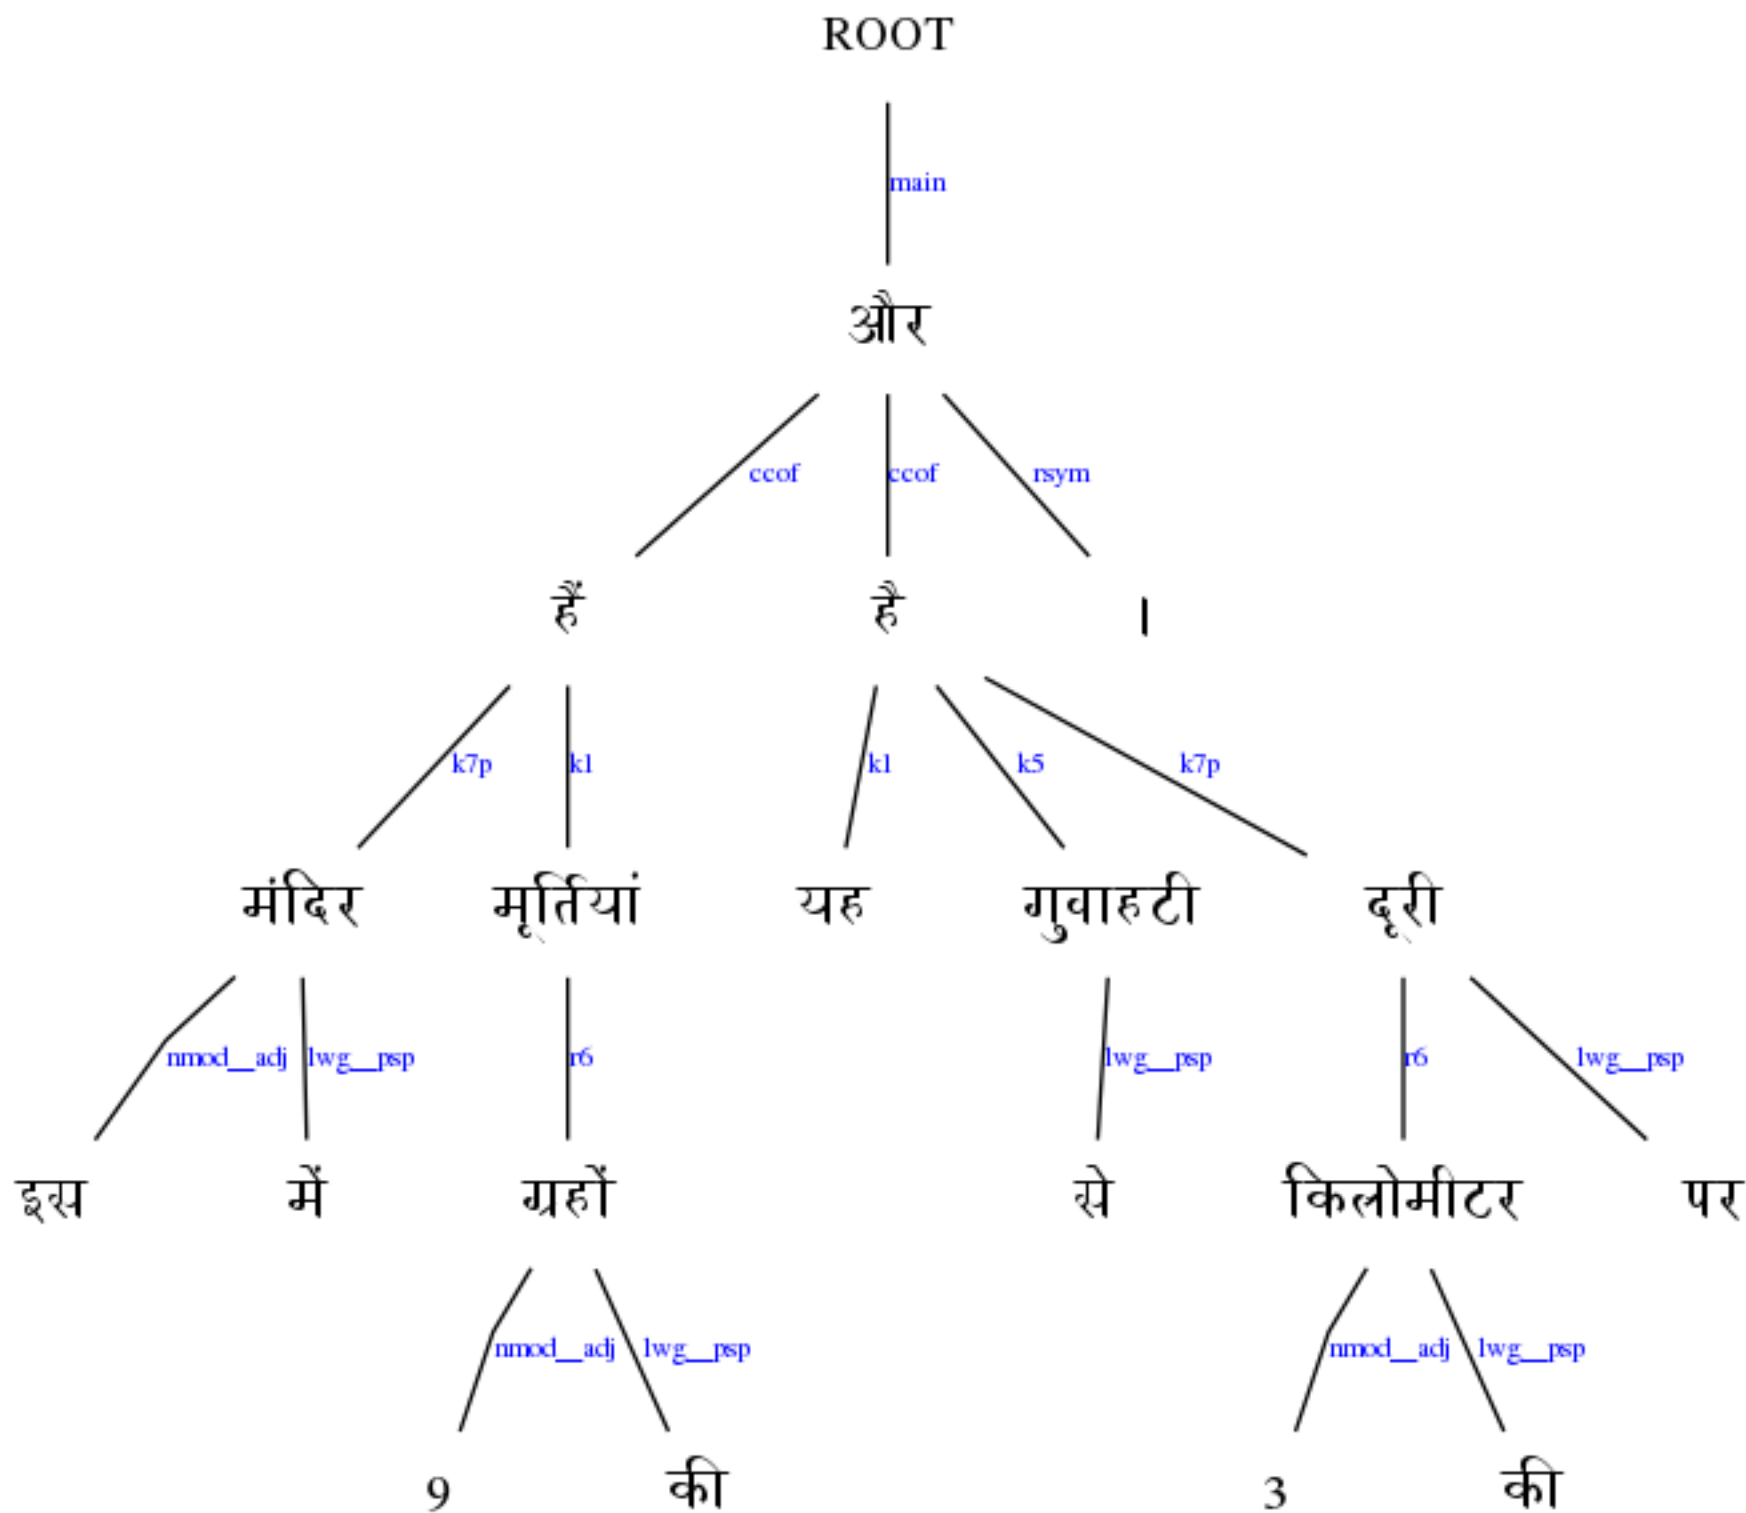 ROOT
main
और
ccof ccof rsym
हैं है ।
k7p k1 k1 k5 k7p
मंदिर मूर्तियां यह गुवाहटी दूरी
nmod__adj lwg__psp r6 lwg__psp r6 lwg__psp
इस में ग्रहों से किलोमीटर पर
nmod__adj lwg__psp nmod__adj lwg__psp
9 की 3 की